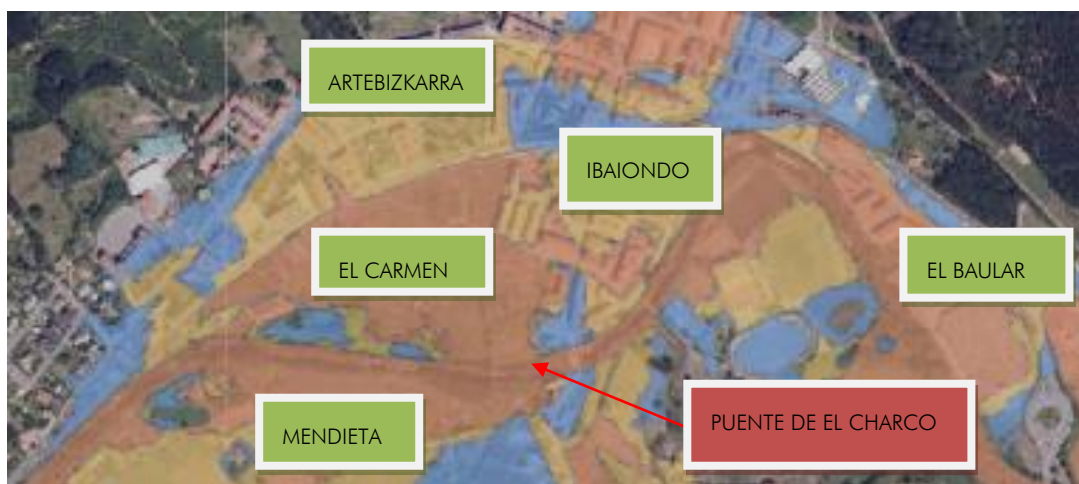 ARTEBIZKARRA
IBAIONDO
EL CARMEN
EL BAULAR
MENDIETA
PUENTE DE EL CHARCO